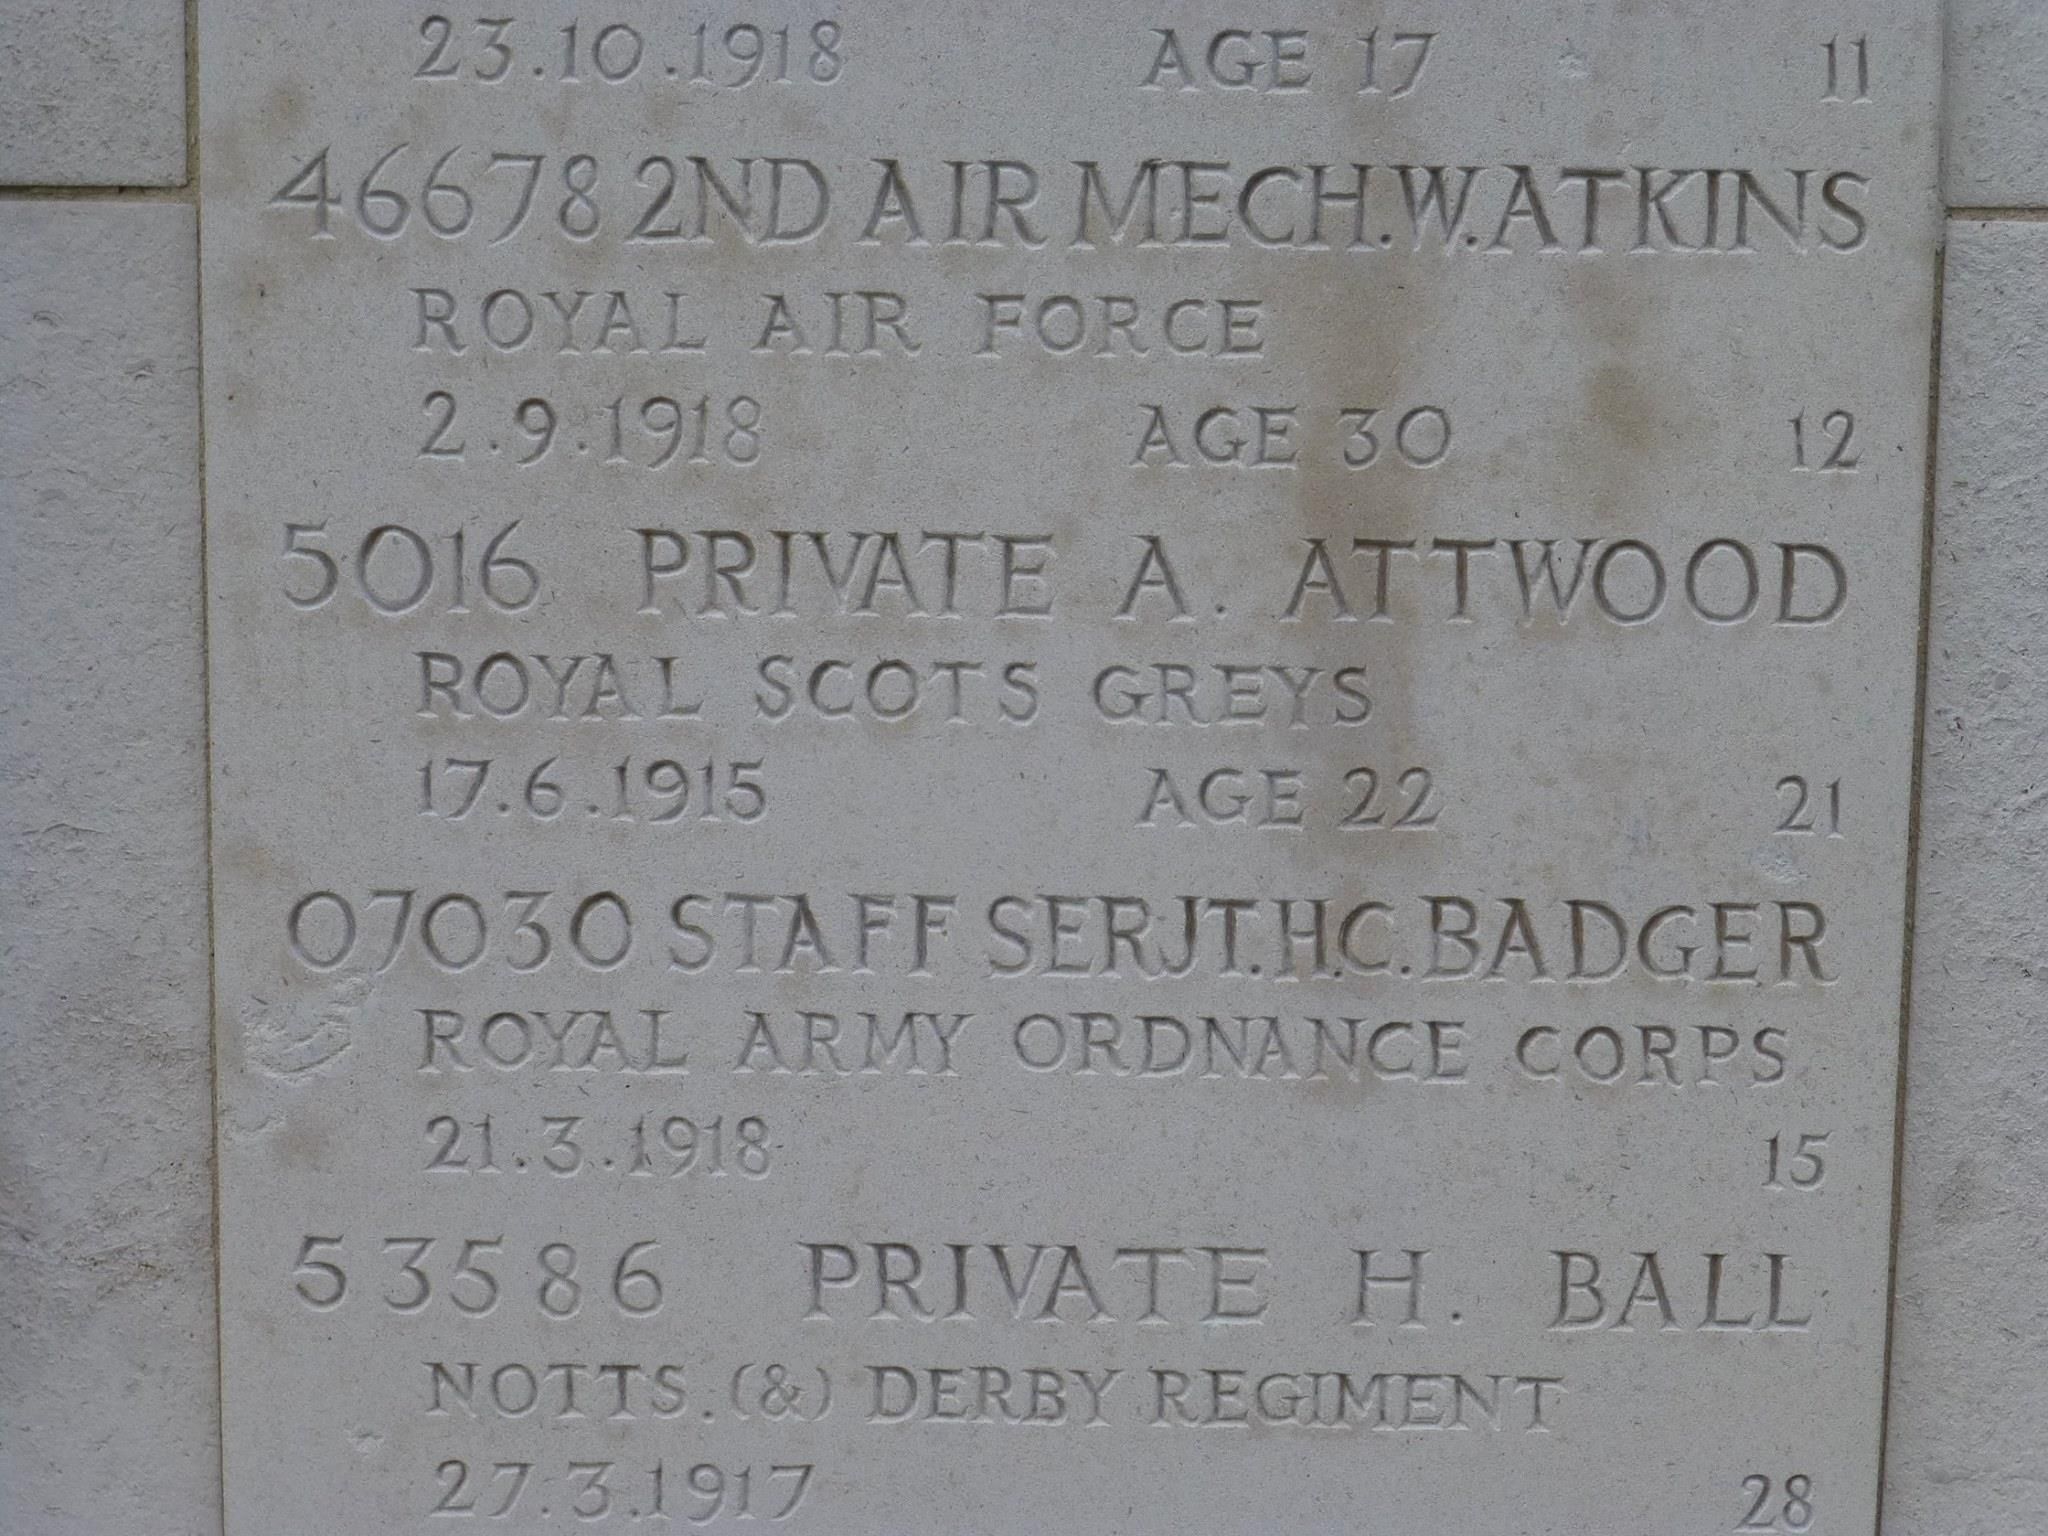 23.10.1918 AGE 17 11
46678 2ND AIR MECH.W.ATKINS
ROYAL AIR FORCE
2.9.1918 AGE 30 12
5016 PRIVATE A. ATTWOOD
ROYAL SCOTS GREYS
17.6.1915 AGE 22 21
07030 STAFF SERJT.H.C.BADGER
ROYAL ARMY ORDNANCE CORPS
21.3.1918 15
53586 PRIVATE H. BALL
NOTTS.(&) DERBY REGIMENT
27.3.1917 28